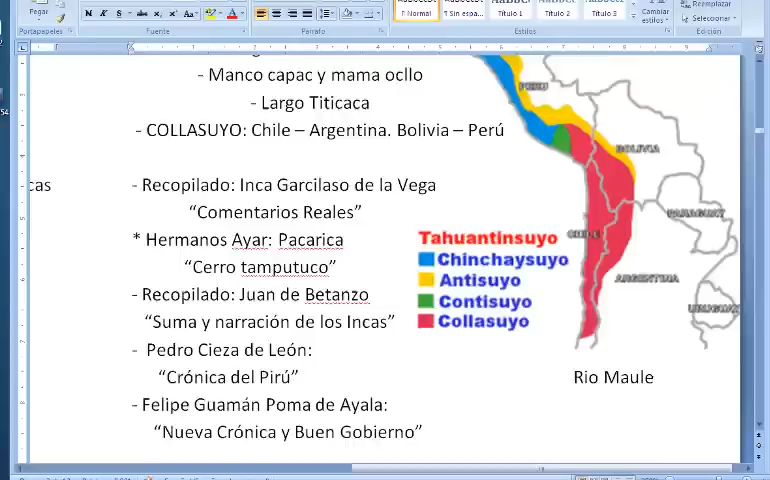 Pegar
N K S
¶ Normal
¶ Sin espa...
Título 1
Título 2
Título 3
Cambiar
estilos
Reemplazar
Seleccionar
Portapapeles
Fuente
Párrafo
Estilos
Edición
- Manco capac y mama ocllo
- Largo Titicaca
- COLLASUYO: Chile – Argentina. Bolivia – Perú
cas
- Recopilado: Inca Garcilaso de la Vega
“Comentarios Reales”
* Hermanos Ayar: Pacarica
“Cerro tamputuco”
- Recopilado: Juan de Betanzo
“Suma y narración de los Incas”
- Pedro Cieza de León:
“Crónica del Pirú”
- Felipe Guamán Poma de Ayala:
“Nueva Crónica y Buen Gobierno”
PERU
BOLIVIA
PARAGUAY
CHILE
ARGENTINA
URUGUAY
Tahuantinsuyo
Chinchaysuyo
Antisuyo
Contisuyo
Collasuyo
Rio Maule